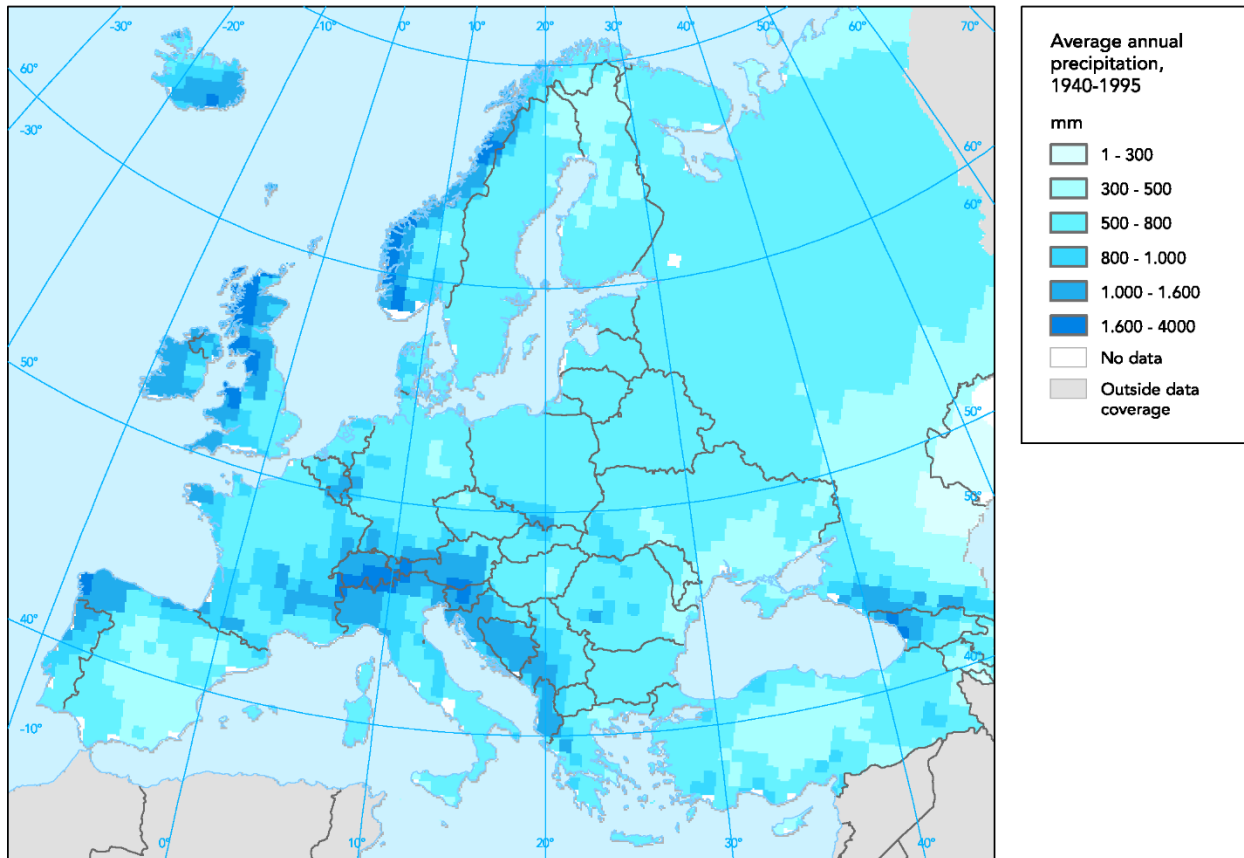 -30°
-20°
-10°
0°
10°
20°
30°
40°
50°
60°
70°
60°
-30°
60°
60°
50°
50°
50°
40°
40°
-10°
0°
10°
20°
30°
40°
Average annual
precipitation,
1940-1995
mm
1 - 300
300 - 500
500 - 800
800 - 1.000
1.000 - 1.600
1.600 - 4000
No data
Outside data
coverage